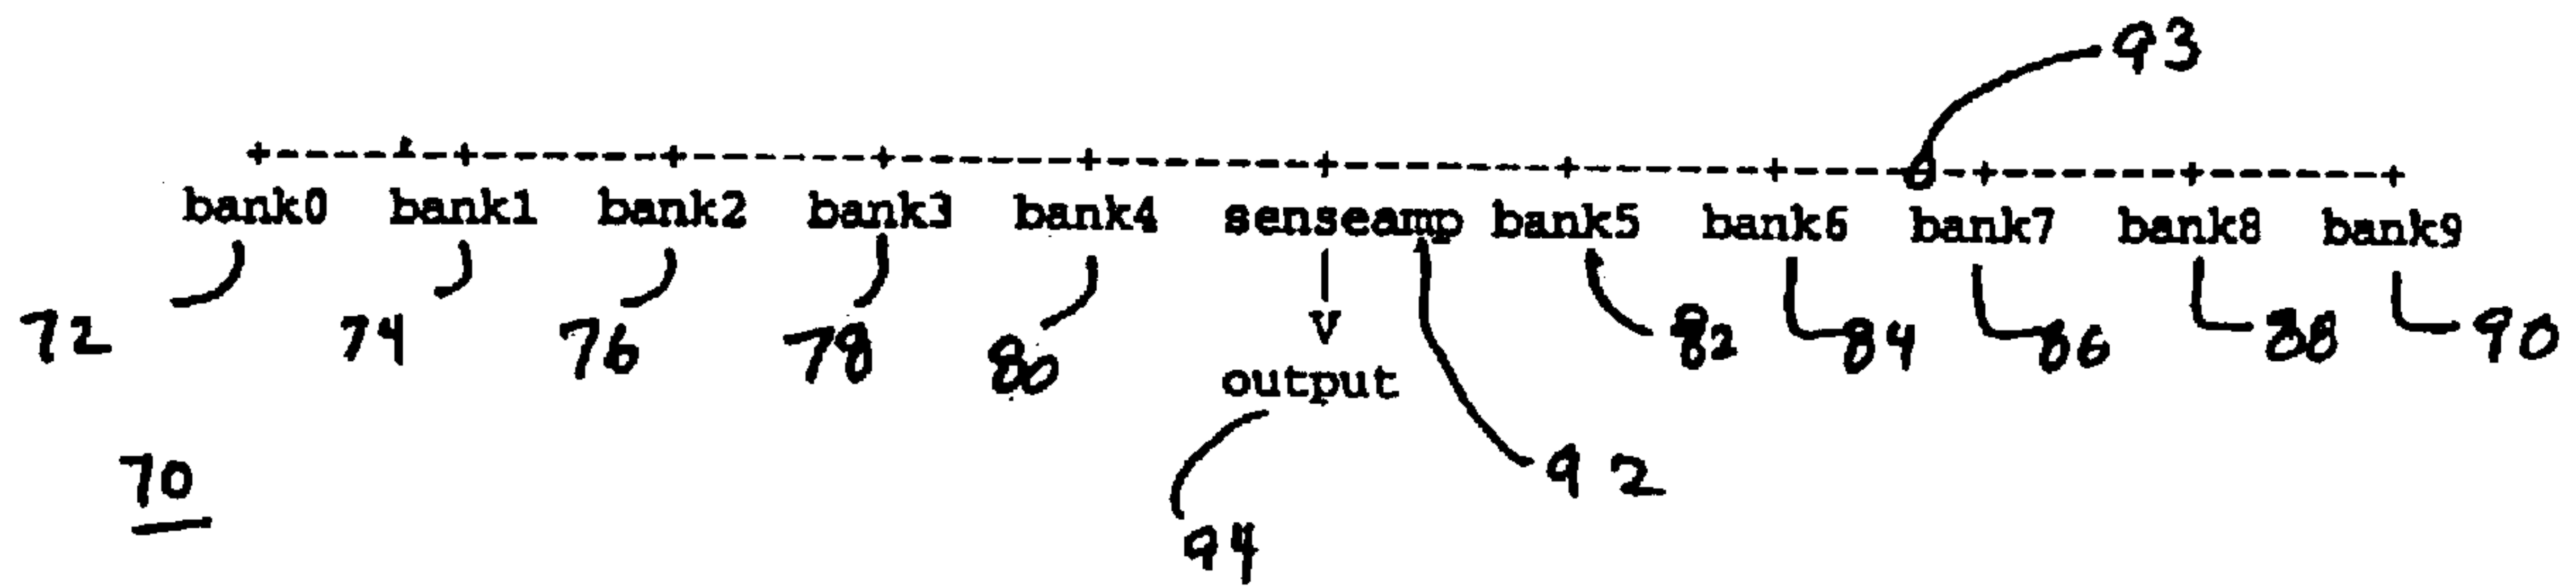 93
+-------+-------+-------+-------+--------+--------+-------+-------+-------+-------+
bank0 bank1 bank2 bank3 bank4 senseamp bank5 bank6 bank7 bank8 bank9
|
V
72 74 76 78 80 82 84 86 88 90
output
92
70
94